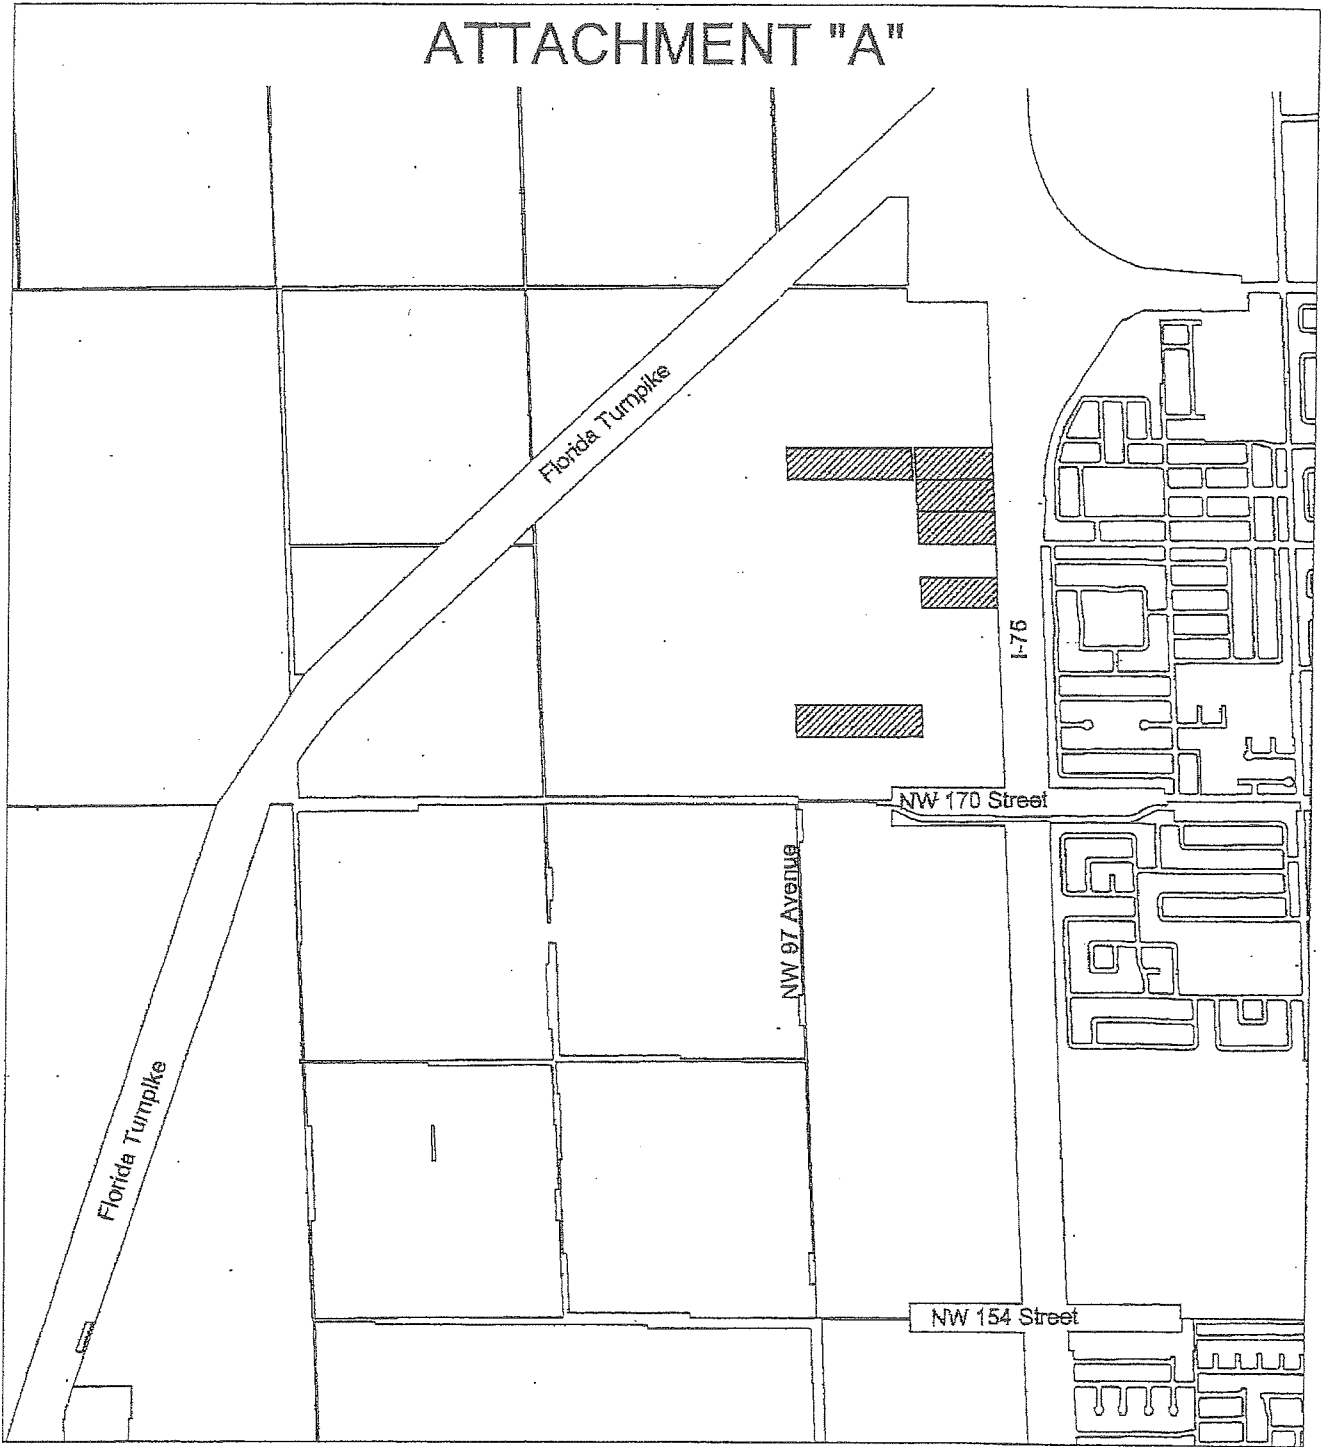 ATTACHMENT "A"
Florida Turnpike
I-75
NW 170 Street
NW 97 Avenue
Florida Turnpike
NW 154 Street